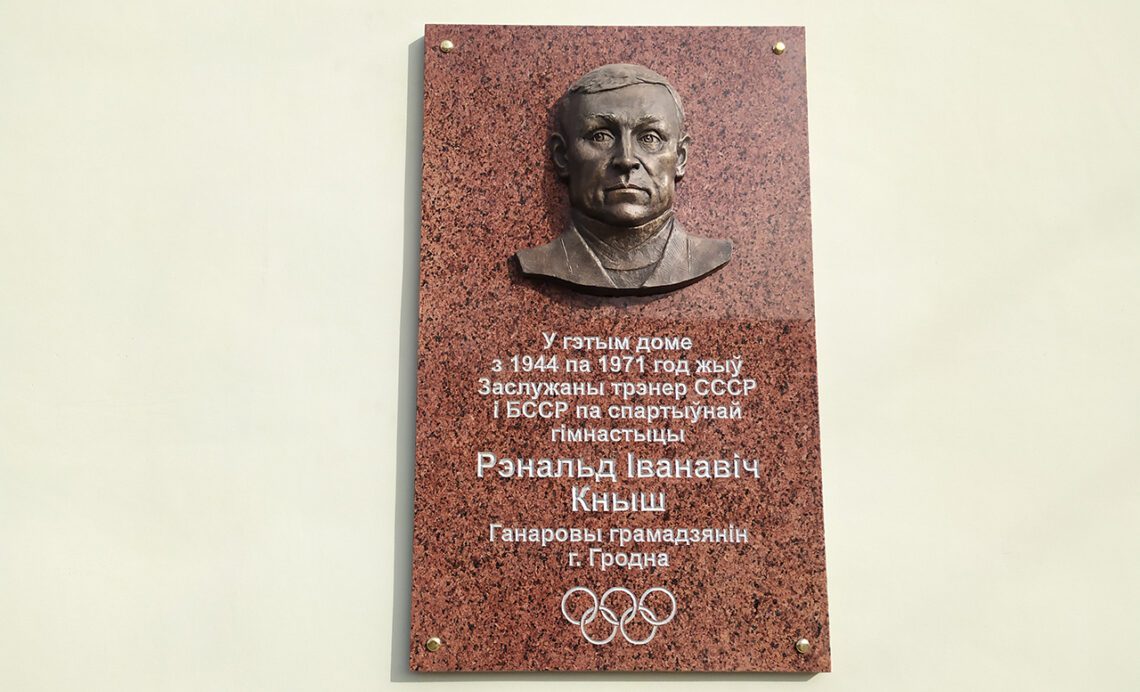 У гэтым доме
з 1944 па 1971 год жыў
Заслужаны трэнер СССР
і БССР па спартыўнай
гімнастыцы
Рэнальд Іванавіч
Кныш
Ганаровы грамадзянін
г. Гродна